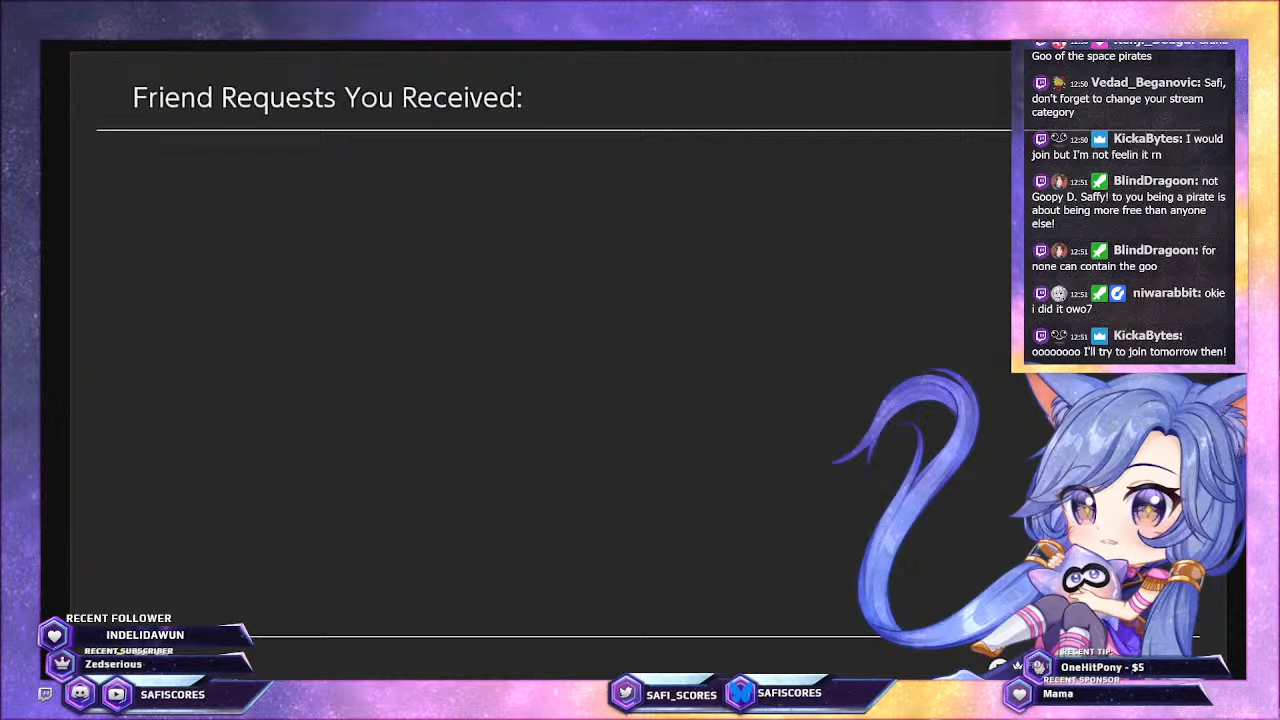 Friend Requests You Received:
Goo of the space pirates
12:50 Vedad_Beganovic: Safi,
don't forget to change your stream
category
12:50 KickaBytes: I would
join but I'm not feelin it rn
12:51 BlindDragoon: not
Goopy D. Saffy! to you being a pirate is
about being more free than anyone
else!
12:51 BlindDragoon: for
none can contain the goo
12:51 niwarabbit: okie
i did it owo7
12:51 KickaBytes:
oooooooo I'll try to join tomorrow then!
RECENT FOLLOWER
INDELIDAWUN
RECENT SUBSCRIBER
Zedserious
SAFISCORES
SAFI_SCORES
SAFISCORES
RECENT TIP:
OneHitPony - $5
RECENT SPONSOR
Mama